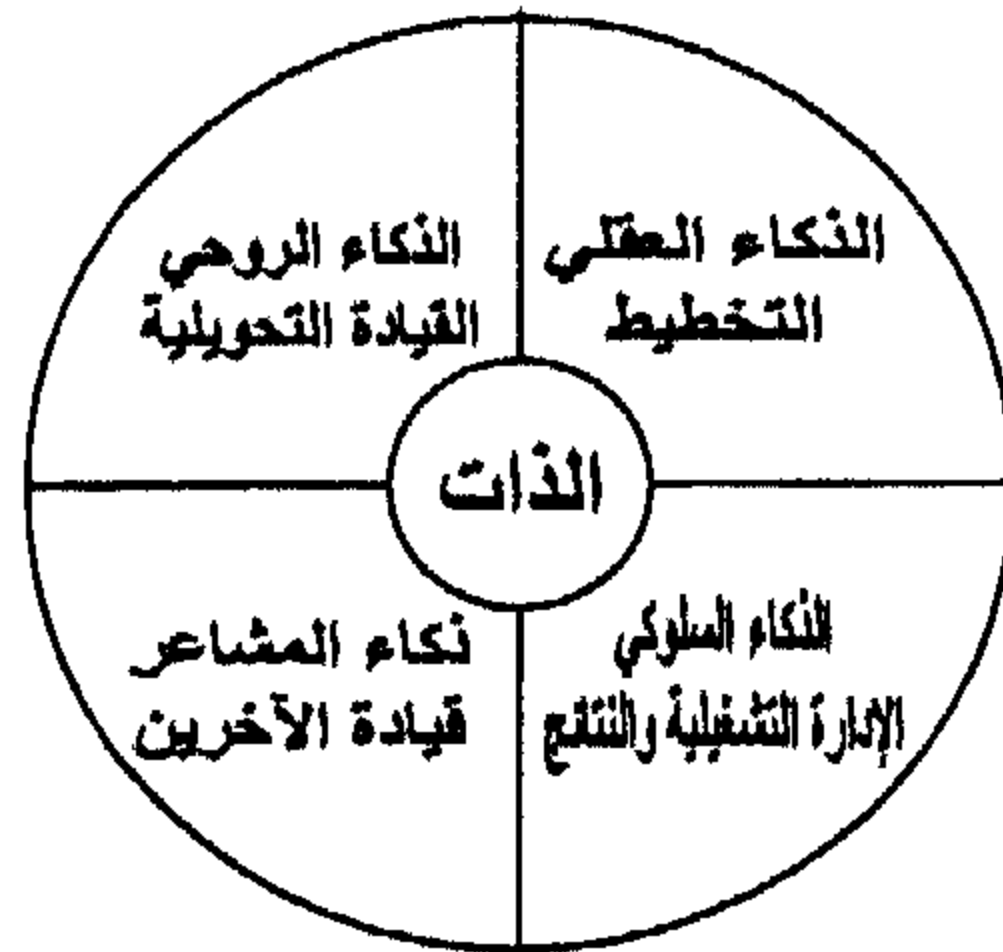 الذكاء العقلي
التخطيط
الذكاء الروحي
القيادة التحويلية
الذات
الذكاء السلوكي
الإدارة التشغيلية والنتائج
ذكاء المشاعر
قيادة الآخرين